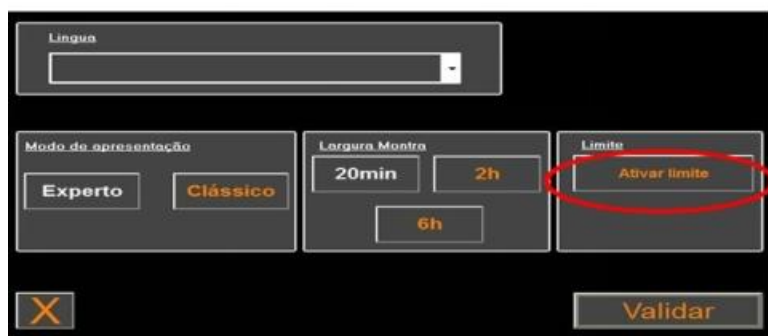 Lingua
Modo de apresentação
Largura Montra
Limite
Experto
Clássico
20min
2h
6h
Ativar limite
X
Validar